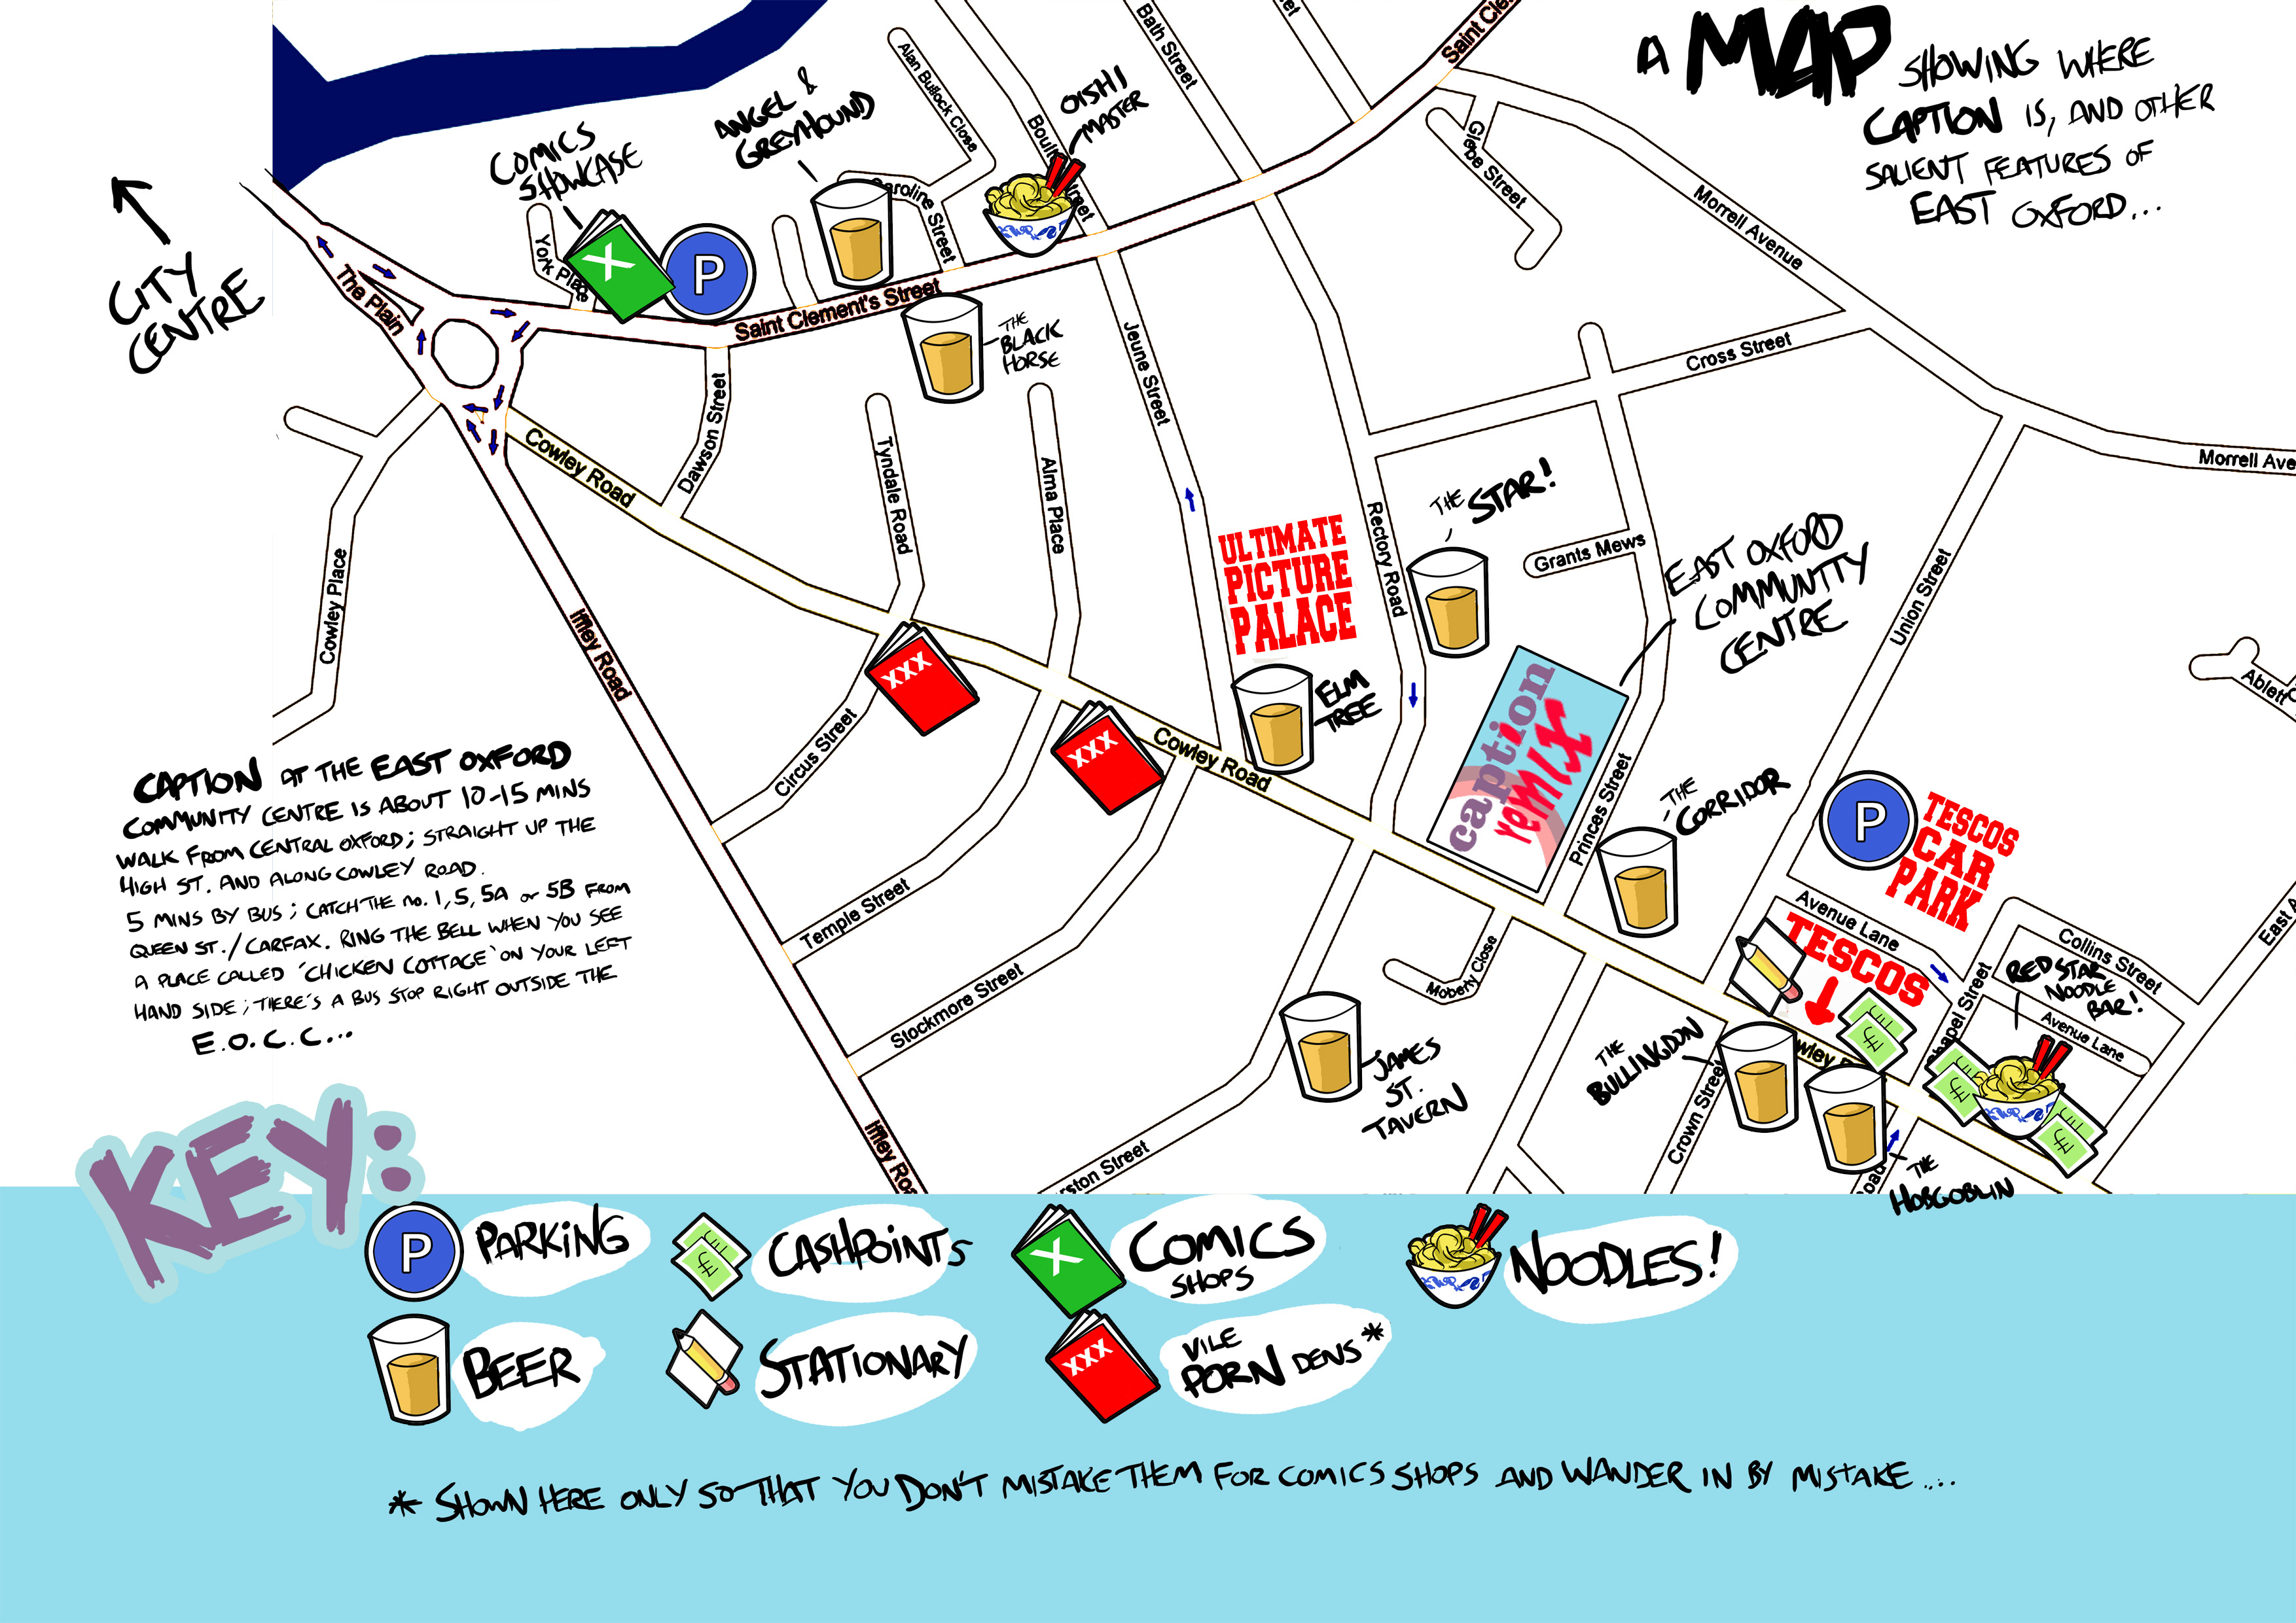 A MAP SHOWING WHERE
CAPTION IS, AND OTHER
SALIENT FEATURES OF
EAST OXFORD...
CITY
CENTRE
COMICS
SHOWCASE
ANGEL &
GREYHOUND
OISHI
MASTER
Alan Bullock Close
Bath Street
Saint Cle
Glebe Street
Morrell Avenue
York Place
P
X
Caroline Street
The Plain
Saint Clement's Street
THE
BLACK
HORSE
Jeune Street
Cross Street
Morrell Ave
Dawson Street
Cowley Road
Tyndale Road
Alma Place
Rectory Road
THE STAR!
Grants Mews
EAST OXFORD
COMMUNITY
CENTRE
Union Street
ULTIMATE
PICTURE
PALACE
Cowley Place
Iffley Road
ELM
TREE
Ablett
XXX
XXX
Circus Street
Cowley Road
caption
remix
Princes Street
THE
CORRIDOR
P
TESCOS
CAR
PARK
CAPTION AT THE EAST OXFORD
COMMUNITY CENTRE IS ABOUT 10-15 MINS
WALK FROM CENTRAL OXFORD; STRAIGHT UP THE
HIGH ST. AND ALONG COWLEY ROAD.
5 MINS BY BUS; CATCH THE no. 1, 5, 5A or 5B FROM
QUEEN ST./CARFAX. RING THE BELL WHEN YOU SEE
A PLACE CALLED 'CHICKEN COTTAGE' ON YOUR LEFT
HAND SIDE; THERE'S A BUS STOP RIGHT OUTSIDE THE
E.O.C.C...
Temple Street
Stockmore Street
Moberly Close
Avenue Lane
TESCOS
Collins Street
East A
RED STAR
NOODLE
BAR!
Avenue Lane
Chapel Street
wley R
THE
BULLINGDON
Crown Street
JAMES
ST.
TAVERN
Iffley Roa
rston Street
Road
THE
HOBGOBLIN
KEY:
P PARKING
£ CASHPOINTS
X COMICS
SHOPS
NOODLES!
BEER
STATIONARY
XXX VILE
PORN DENS*
* SHOWN HERE ONLY SO THAT YOU DON'T MISTAKE THEM FOR COMICS SHOPS AND WANDER IN BY MISTAKE....